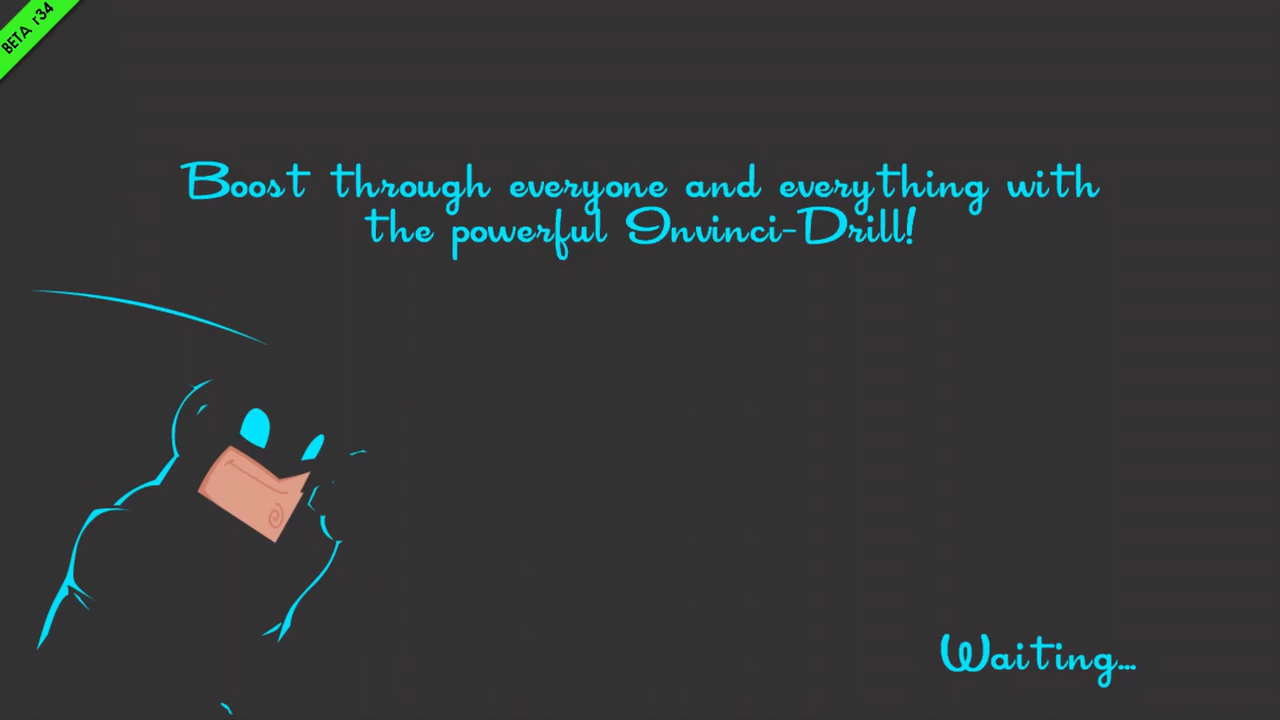 BETA r34
Boost through everyone and everything with
the powerful Invinci-Drill!
Waiting...